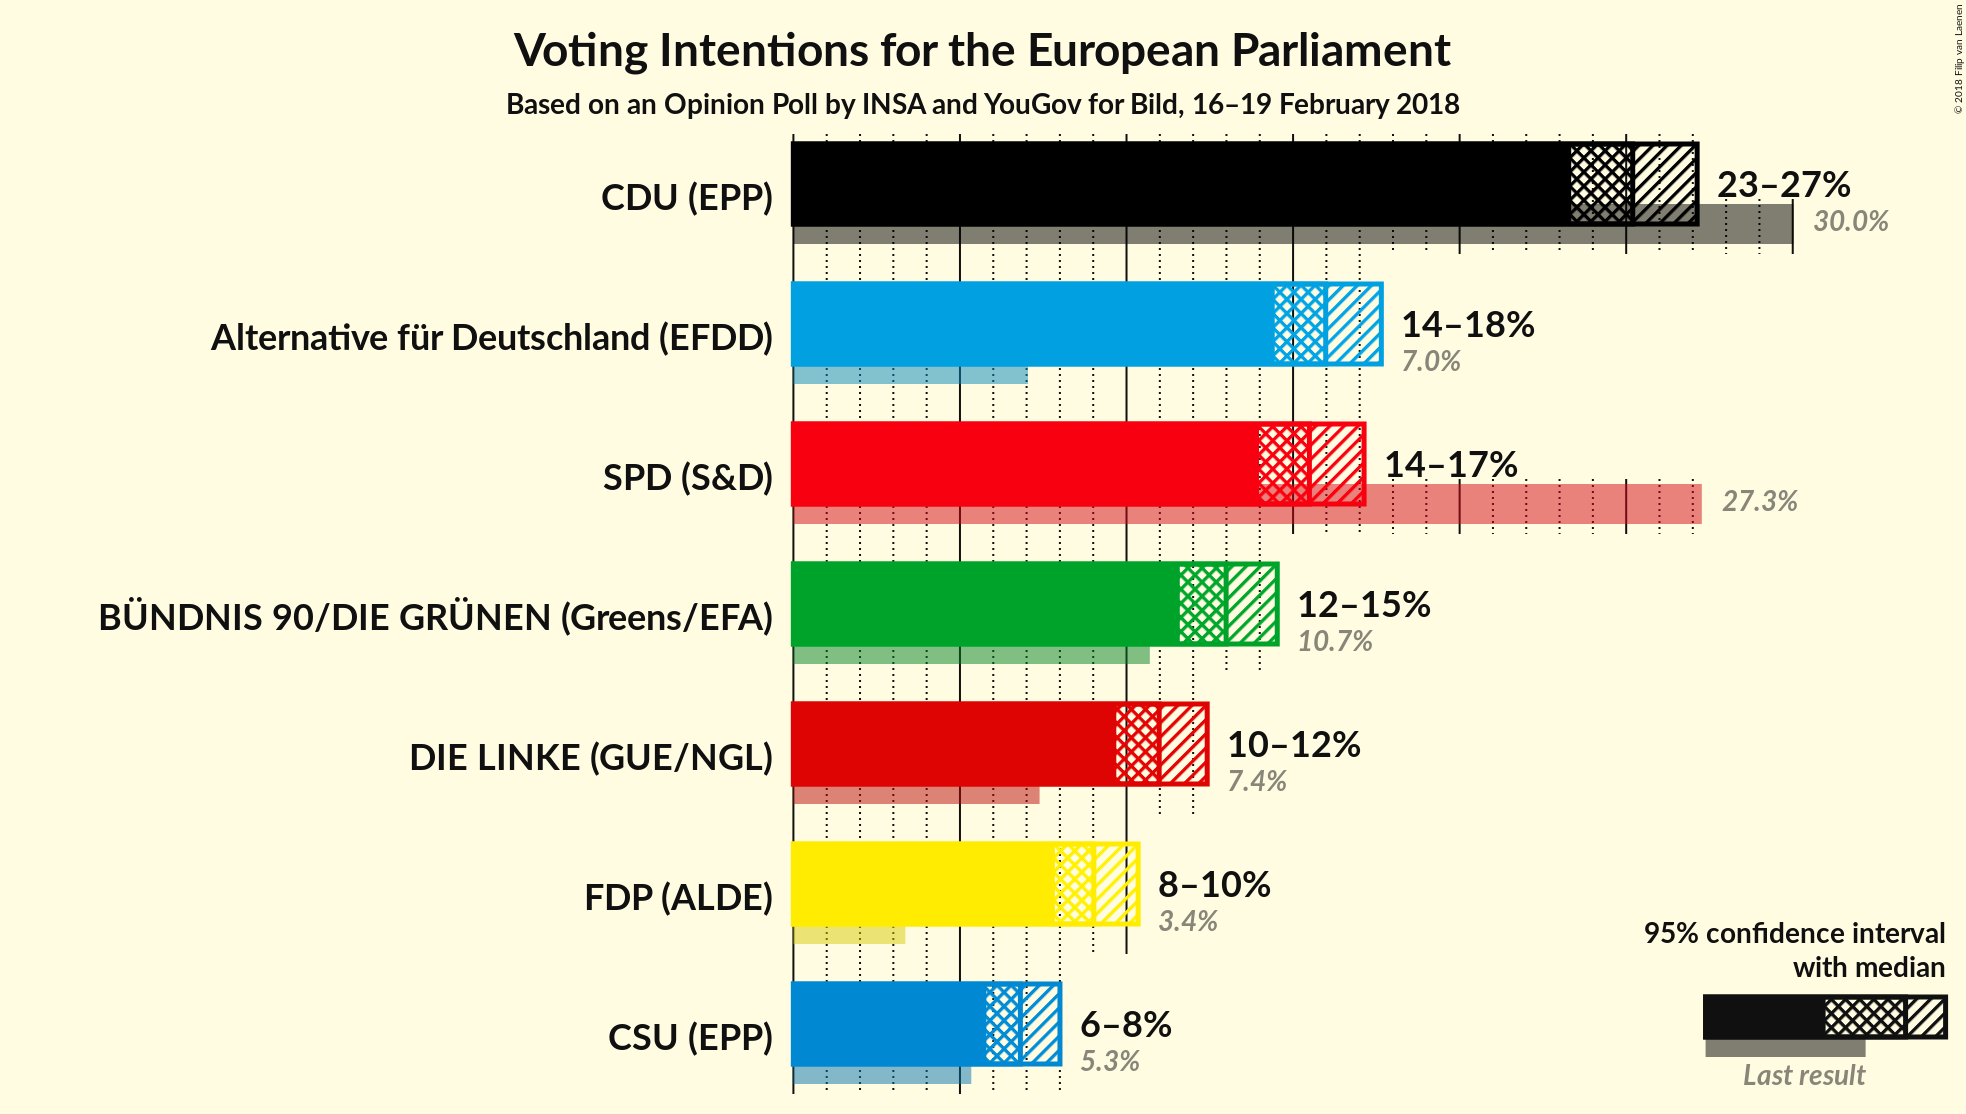 Voting Intentions for the European Parliament
Based on an Opinion Poll by INSA and YouGov for Bild, 16–19 February 2018
© 2018 Filip van Laenen
CDU (EPP)
23–27%
30.0%
Alternative für Deutschland (EFDD)
14–18%
7.0%
SPD (S&D)
14–17%
27.3%
BÜNDNIS 90/DIE GRÜNEN (Greens/EFA)
12–15%
10.7%
DIE LINKE (GUE/NGL)
10–12%
7.4%
FDP (ALDE)
8–10%
3.4%
CSU (EPP)
6–8%
5.3%
95% confidence interval
with median
Last result